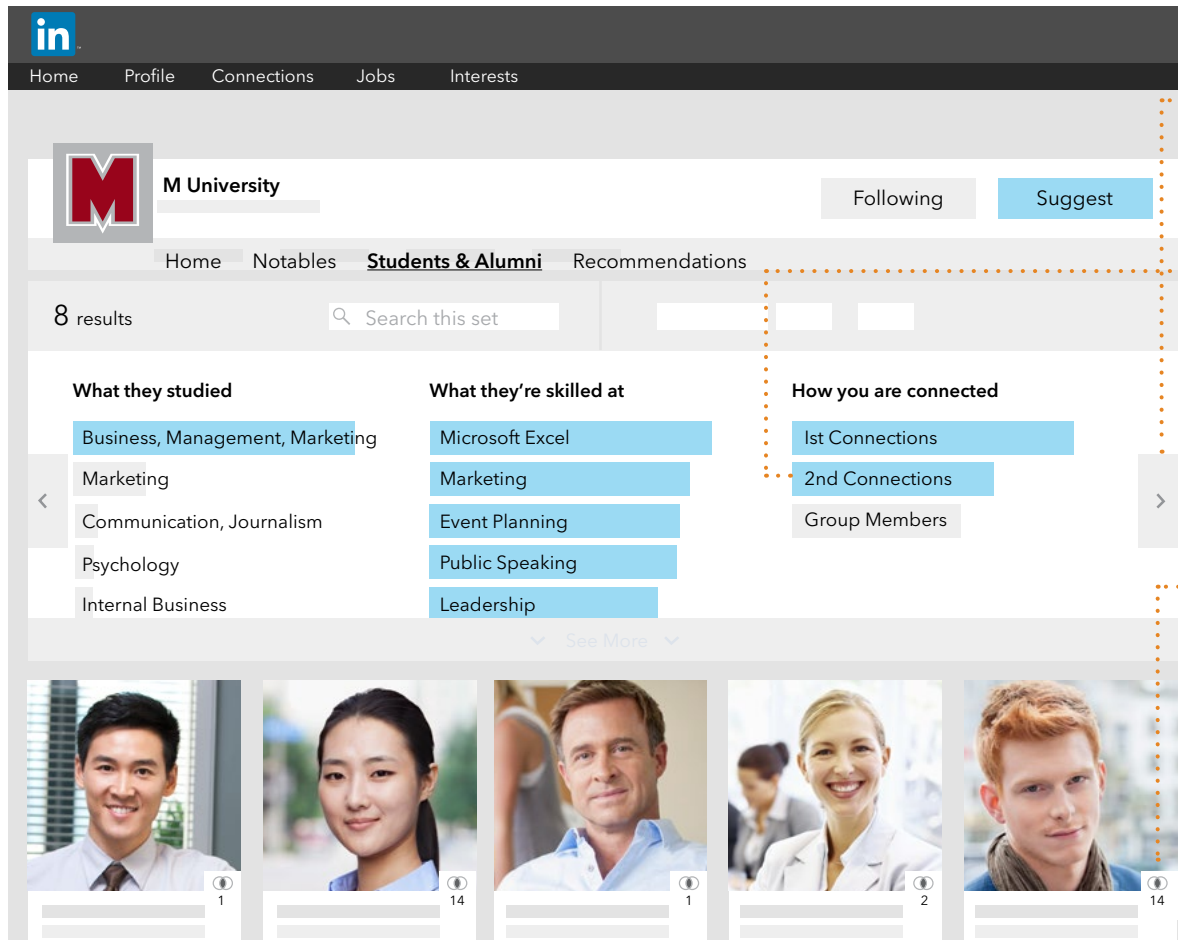 in
Home Profile Connections Jobs Interests
M
M University
Following Suggest
Home Notables Students & Alumni Recommendations
8 results Search this set
What they studied What they’re skilled at How you are connected
Business, Management, Marketing Microsoft Excel Ist Connections
Marketing Marketing 2nd Connections
Communication, Journalism Event Planning Group Members
Psychology Public Speaking
Internal Business Leadership
See More
1 14 1 2 14